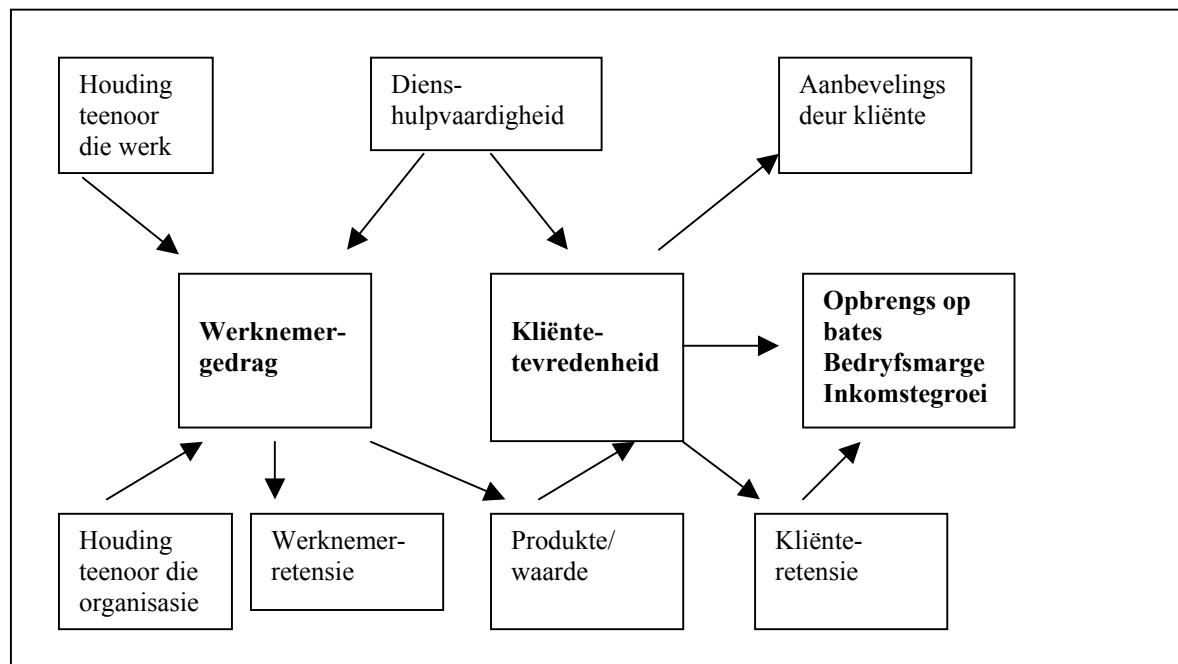 Houding
teenoor
die werk
Diens-
hulpvaardigheid
Aanbevelings
deur kliënte
Werknemer-
gedrag
Kliënte-
tevredenheid
Opbrengs op
bates
Bedryfsmarge
Inkomstegroei
Houding
teenoor die
organisasie
Werknemer-
retensie
Produkte/
waarde
Kliënte-
retensie